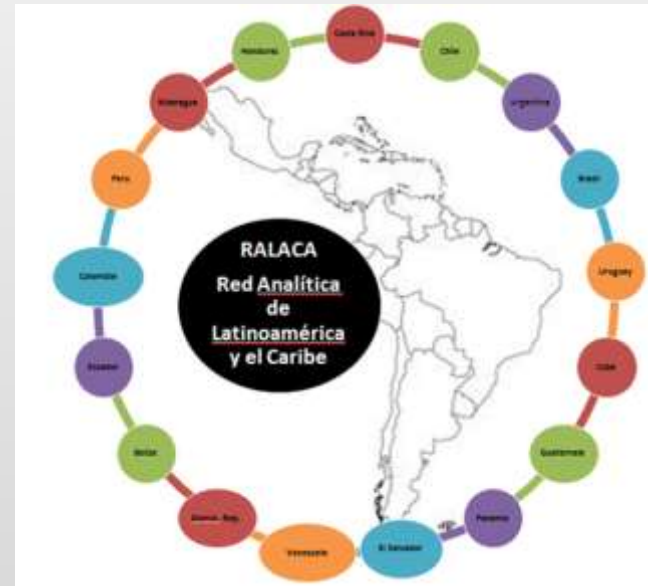 Costa Rica
Chile
Argentina
Brasil
Uruguay
Cuba
Guatemala
Panama
El Salvador
Venezuela
Domin. Rep.
Belize
Ecuador
Colombia
Peru
Nicaragua
Honduras
RALACA
Red Analítica
de
Latinoamérica
y el Caribe